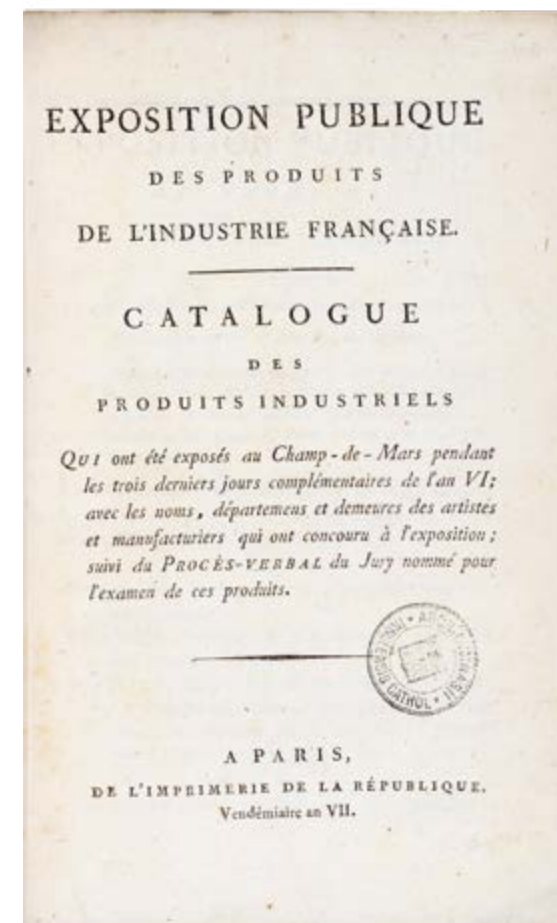 EXPOSITION PUBLIQUE
DES PRODUITS
DE L'INDUSTRIE FRANÇAISE.
CATALOGUE
DES
PRODUITS INDUSTRIELS
QUI ont été exposés au Champ-de-Mars pendant
les trois derniers jours complémentaires de l'an VI;
avec les noms, départemens et demeures des artistes
et manufacturiers qui ont concouru à l'exposition;
suivi du PROCÈS-VERBAL du Jury nommé pour
l'examen de ces produits.
CATHOL
A PARIS,
DE L'IMPRIMERIE DE LA RÉPUBLIQUE.
Vendémiaire an VII.